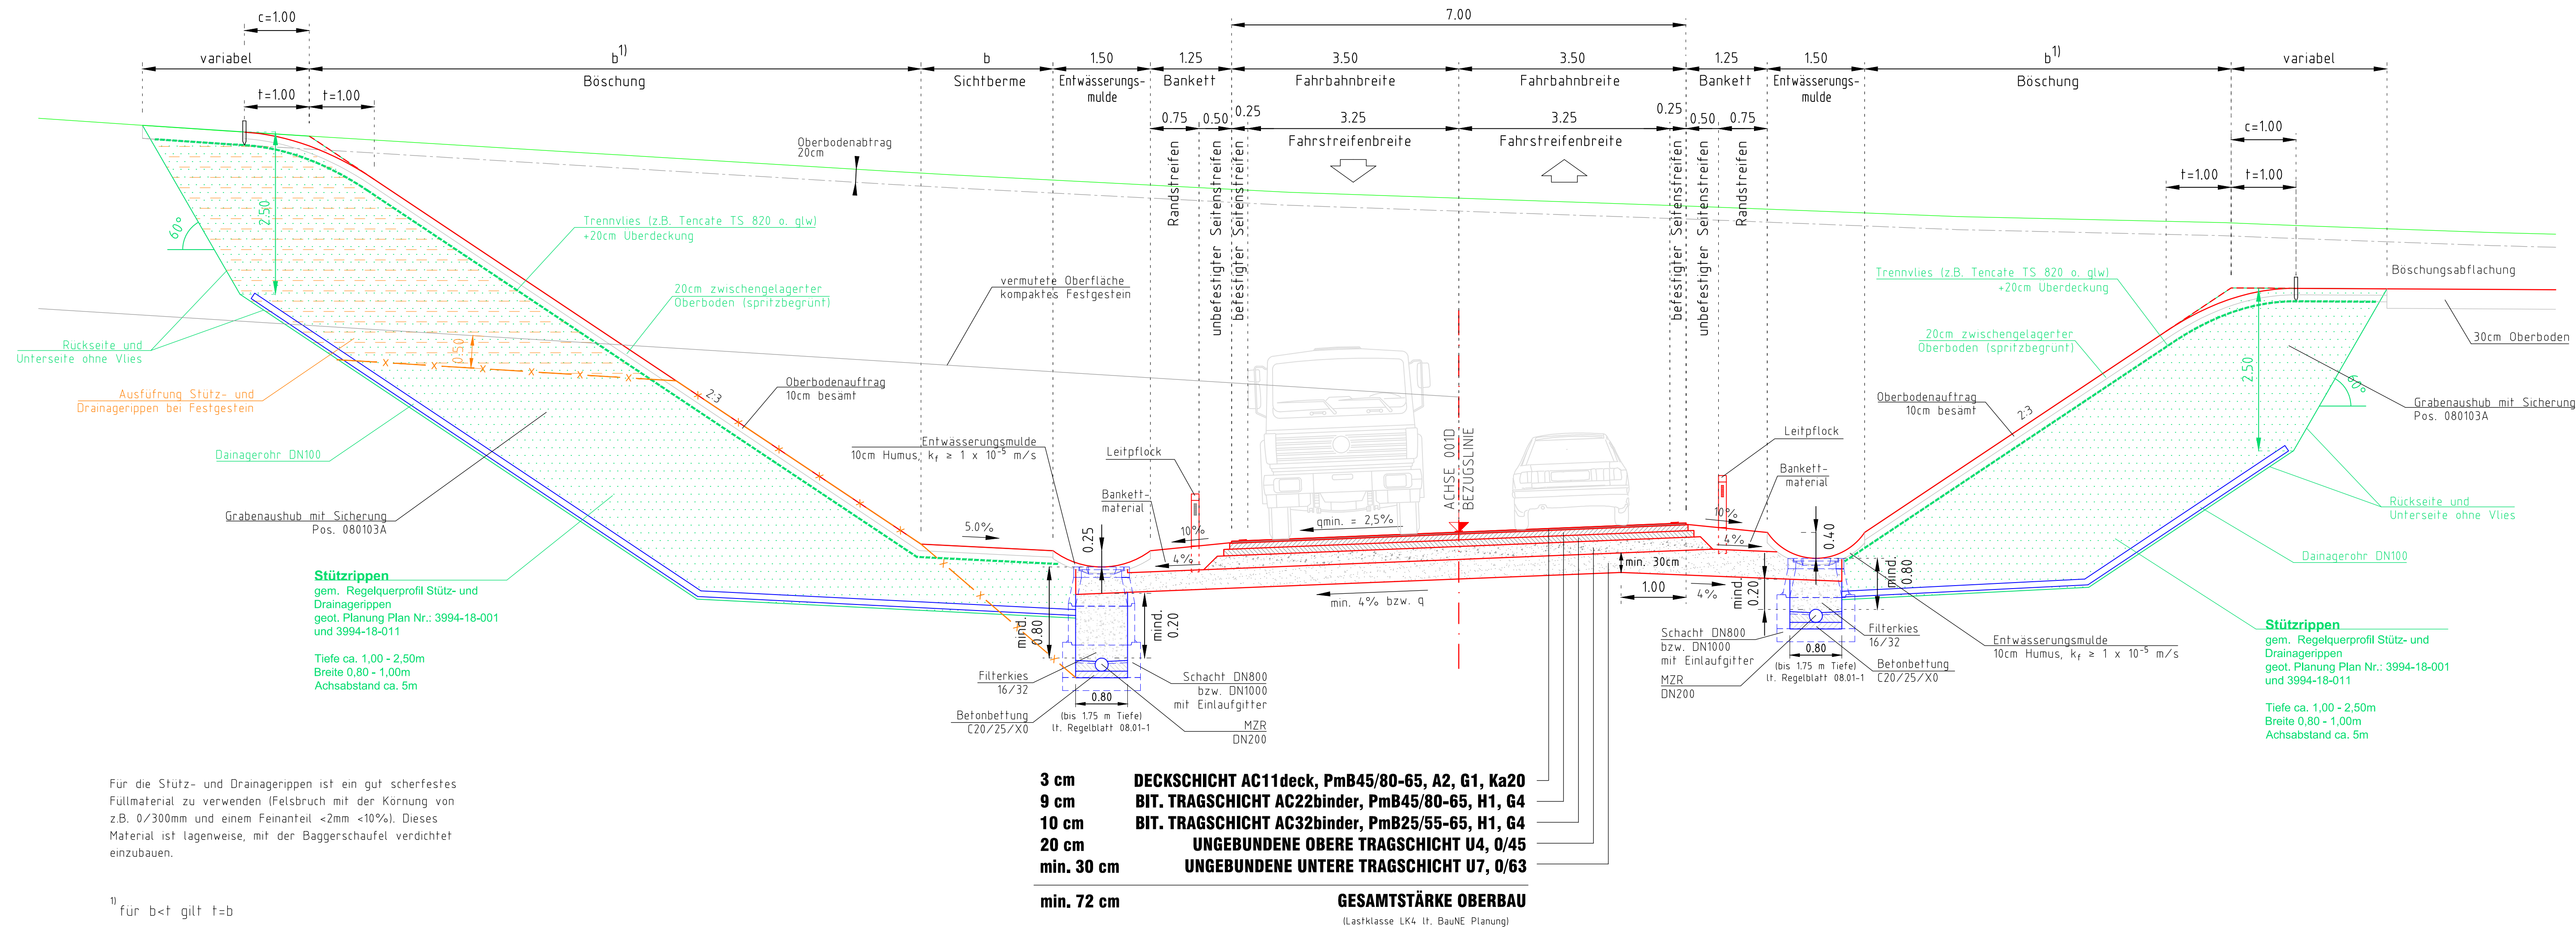 c=1.00
7.00
variabel
b1)
b
1.50
1.25
3.50
3.50
1.25
1.50
b1)
variabel
Böschung
Sichtberme
Entwässerungs-
mulde
Bankett
Fahrbahnbreite
Fahrbahnbreite
Bankett
Entwässerungs-
mulde
Böschung
t=1.00
t=1.00
0.75
0.50
0.25
3.25
3.25
0.25
0.50
0.75
Fahrstreifenbreite
Fahrstreifenbreite
c=1.00
t=1.00
t=1.00
Randstreifen
unbefestigter Seitenstreifen
befestigter Seitenstreifen
befestigter Seitenstreifen
unbefestigter Seitenstreifen
Randstreifen
Oberbodenabtrag
20cm
2.50
60°
Trennvlies (z.B. Tencate TS 820 o. glw)
+20cm Überdeckung
20cm zwischengelagerter
Oberboden (spritzbegrünt)
vermutete Oberfläche
kompaktes Festgestein
Rückseite und
Unterseite ohne Vlies
0.50
Ausfüfrung Stütz- und
Drainagerippen bei Festgestein
2:3
Oberbodenauftrag
10cm besämt
Dainagerohr DN100
Grabenaushub mit Sicherung
Pos. 080103A
Entwässerungsmulde
10cm Humus, kf ≥ 1 x 10-5 m/s
Leitpflock
Bankett-
material
5.0%
0.25
10%
4%
qmin. = 2,5%
ACHSE 001D
BEZUGSLINIE
min. 4% bzw. q
min. 30cm
1.00
4%
10%
4%
Leitpflock
Bankett-
material
0.40
Trennvlies (z.B. Tencate TS 820 o. glw)
+20cm Überdeckung
20cm zwischengelagerter
Oberboden (spritzbegrünt)
Oberbodenauftrag
10cm besämt
2:3
2.50
60°
Böschungsabflachung
30cm Oberboden
Grabenaushub mit Sicherung
Pos. 080103A
Rückseite und
Unterseite ohne Vlies
Dainagerohr DN100
Stützrippen
gem. Regelquerprofil Stütz- und
Drainagerippen
geot. Planung Plan Nr.: 3994-18-001
und 3994-18-011
Tiefe ca. 1,00 - 2,50m
Breite 0,80 - 1,00m
Achsabstand ca. 5m
mind.
0.80
mind.
0.20
Filterkies
16/32
Betonbettung
C20/25/X0
0.80
(bis 1.75 m Tiefe)
lt. Regelblatt 08.01-1
Schacht DN800
bzw. DN1000
mit Einlaufgitter
MZR
DN200
mind.
0.20
mind.
0.80
Schacht DN800
bzw. DN1000
mit Einlaufgitter
MZR
DN200
0.80
(bis 1.75 m Tiefe)
lt. Regelblatt 08.01-1
Filterkies
16/32
Betonbettung
C20/25/X0
Entwässerungsmulde
10cm Humus, kf ≥ 1 x 10-5 m/s
Stützrippen
gem. Regelquerprofil Stütz- und
Drainagerippen
geot. Planung Plan Nr.: 3994-18-001
und 3994-18-011
Tiefe ca. 1,00 - 2,50m
Breite 0,80 - 1,00m
Achsabstand ca. 5m
Für die Stütz- und Drainagerippen ist ein gut scherfestes
Füllmaterial zu verwenden (Felsbruch mit der Körnung von
z.B. 0/300mm und einem Feinanteil <2mm <10%). Dieses
Material ist lagenweise, mit der Baggerschaufel verdichtet
einzubauen.
1) für b<t gilt t=b
3 cm DECKSCHICHT AC11deck, PmB45/80-65, A2, G1, Ka20
9 cm BIT. TRAGSCHICHT AC22binder, PmB45/80-65, H1, G4
10 cm BIT. TRAGSCHICHT AC32binder, PmB25/55-65, H1, G4
20 cm UNGEBUNDENE OBERE TRAGSCHICHT U4, 0/45
min. 30 cm UNGEBUNDENE UNTERE TRAGSCHICHT U7, 0/63
min. 72 cm GESAMTSTÄRKE OBERBAU
(Lastklasse LK4 lt. BauNE Planung)